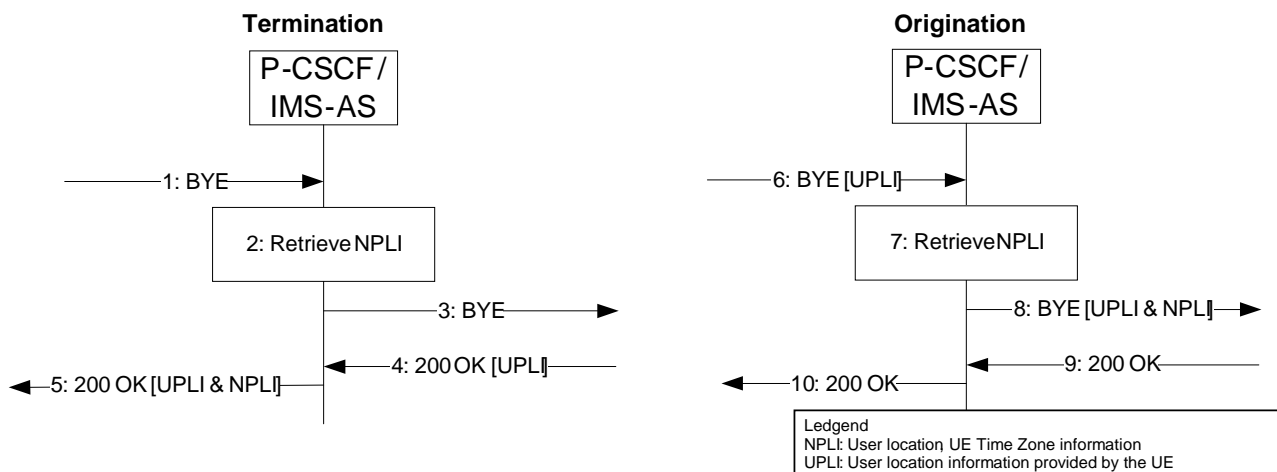 Termination
P-CSCF/
IMS-AS
1: BYE
2: Retrieve NPLI
3: BYE
4: 200 OK [UPLI]
5: 200 OK [UPLI & NPLI]
Origination
P-CSCF/
IMS-AS
6: BYE [UPLI]
7: Retrieve NPLI
8: BYE [UPLI & NPLI]
9: 200 OK
10: 200 OK
Ledgend
NPLI: User location, UE Time Zone information
UPLI: User location information provided by the UE